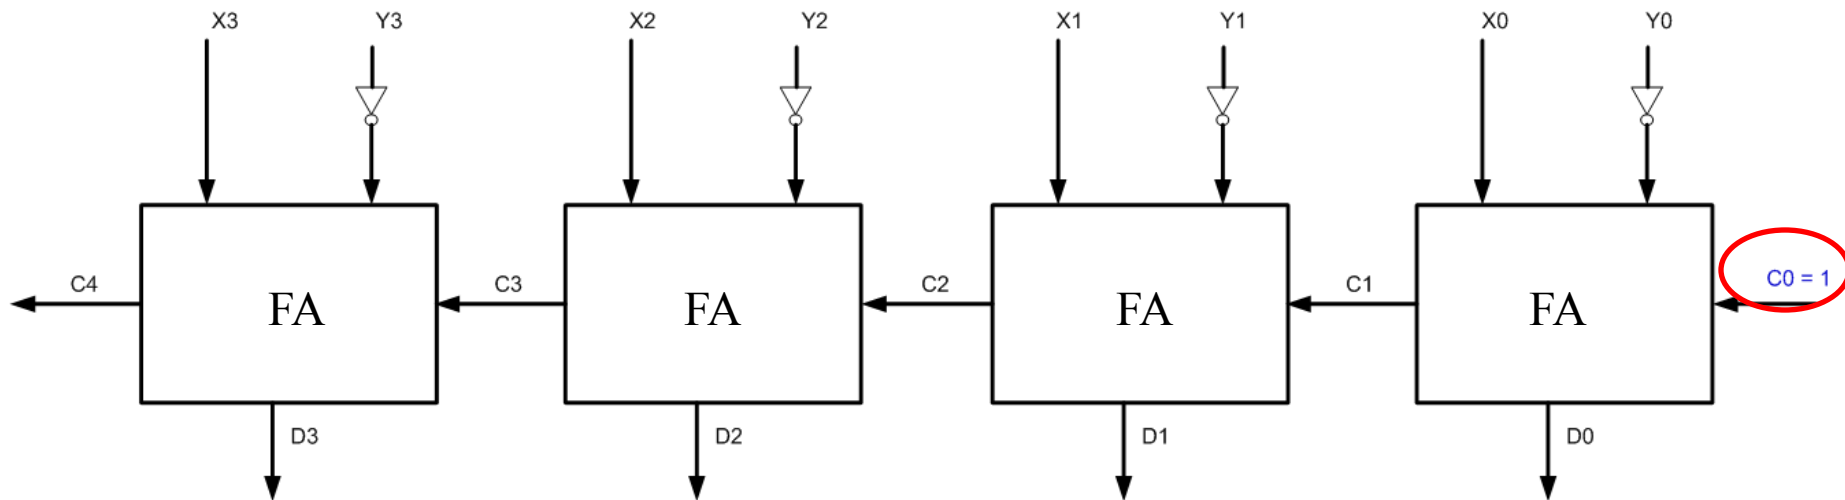 X3 Y3 X2 Y2 X1 Y1 X0 Y0
C4 FA C3 FA C2 FA C1 FA C0 = 1
D3 D2 D1 D0